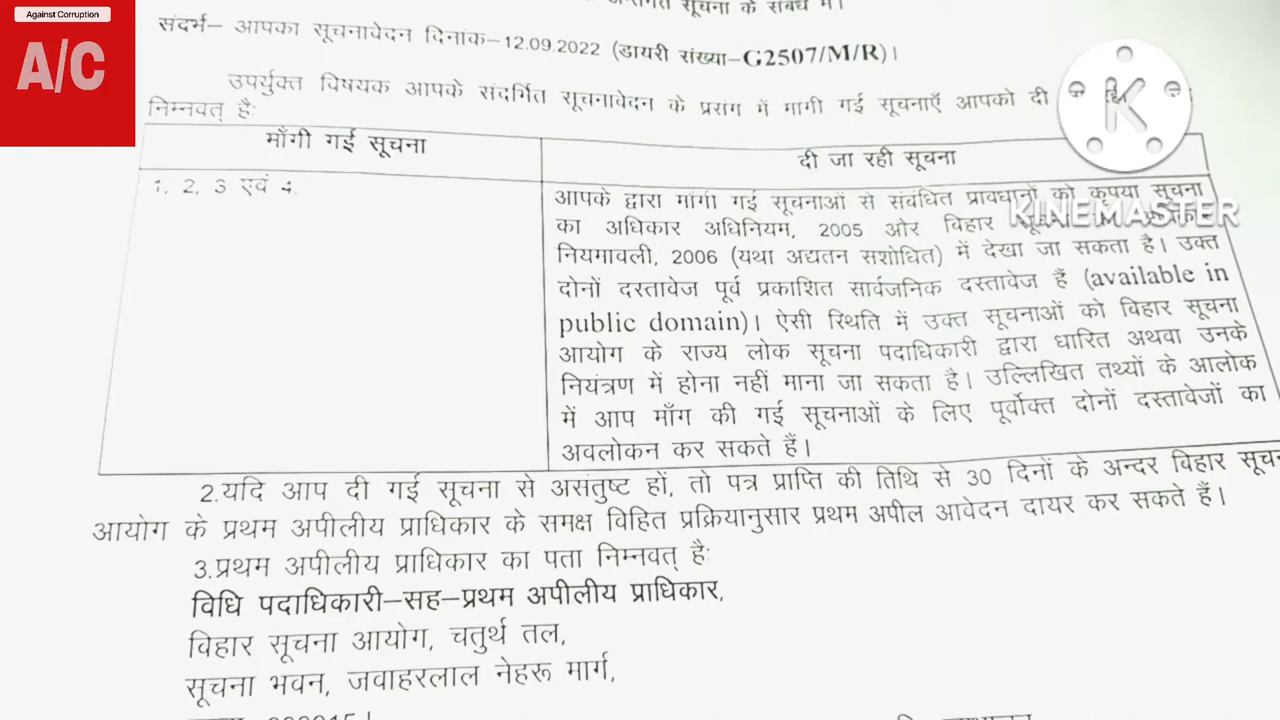 Against Corruption
A/C
सूचना के संबंध में।
संदर्भ– आपका सूचनावेदन दिनांक–12.09.2022 (डायरी संख्या–G2507/M/R)।
उपर्युक्त विषयक आपके संदर्भित सूचनावेदन के प्रसंग में मांगी गई सूचनाएँ आपको दी
निम्नवत् हैः
K
KINEMASTER
माँगी गई सूचना
दी जा रही सूचना
1, 2, 3 एवं 4.
आपके द्वारा मांगी गई सूचनाओं से संबंधित प्रावधानों को कृपया सूचना
का अधिकार अधिनियम, 2005 और बिहार
नियमावली, 2006 (यथा अद्यतन सशोधित) में देखा जा सकता है। उक्त
दोनों दस्तावेज पूर्व प्रकाशित सार्वजनिक दस्तावेज हैं (available in
public domain)। ऐसी स्थिति में उक्त सूचनाओं को बिहार सूचना
आयोग के राज्य लोक सूचना पदाधिकारी द्वारा धारित अथवा उनके
नियंत्रण में होना नहीं माना जा सकता है। उल्लिखित तथ्यों के आलोक
में आप माँग की गई सूचनाओं के लिए पूर्वोक्त दोनों दस्तावेजों का
अवलोकन कर सकते हैं।
2.यदि आप दी गई सूचना से असंतुष्ट हों, तो पत्र प्राप्ति की तिथि से 30 दिनों के अन्दर बिहार
आयोग के प्रथम अपीलीय प्राधिकार के समक्ष विहित प्रक्रियानुसार प्रथम अपील आवेदन दायर कर सकते हैं।
3.प्रथम अपीलीय प्राधिकार का पता निम्नवत् हैः
विधि पदाधिकारी–सह–प्रथम अपीलीय प्राधिकार,
बिहार सूचना आयोग, चतुर्थ तल,
सूचना भवन, जवाहरलाल नेहरू मार्ग,